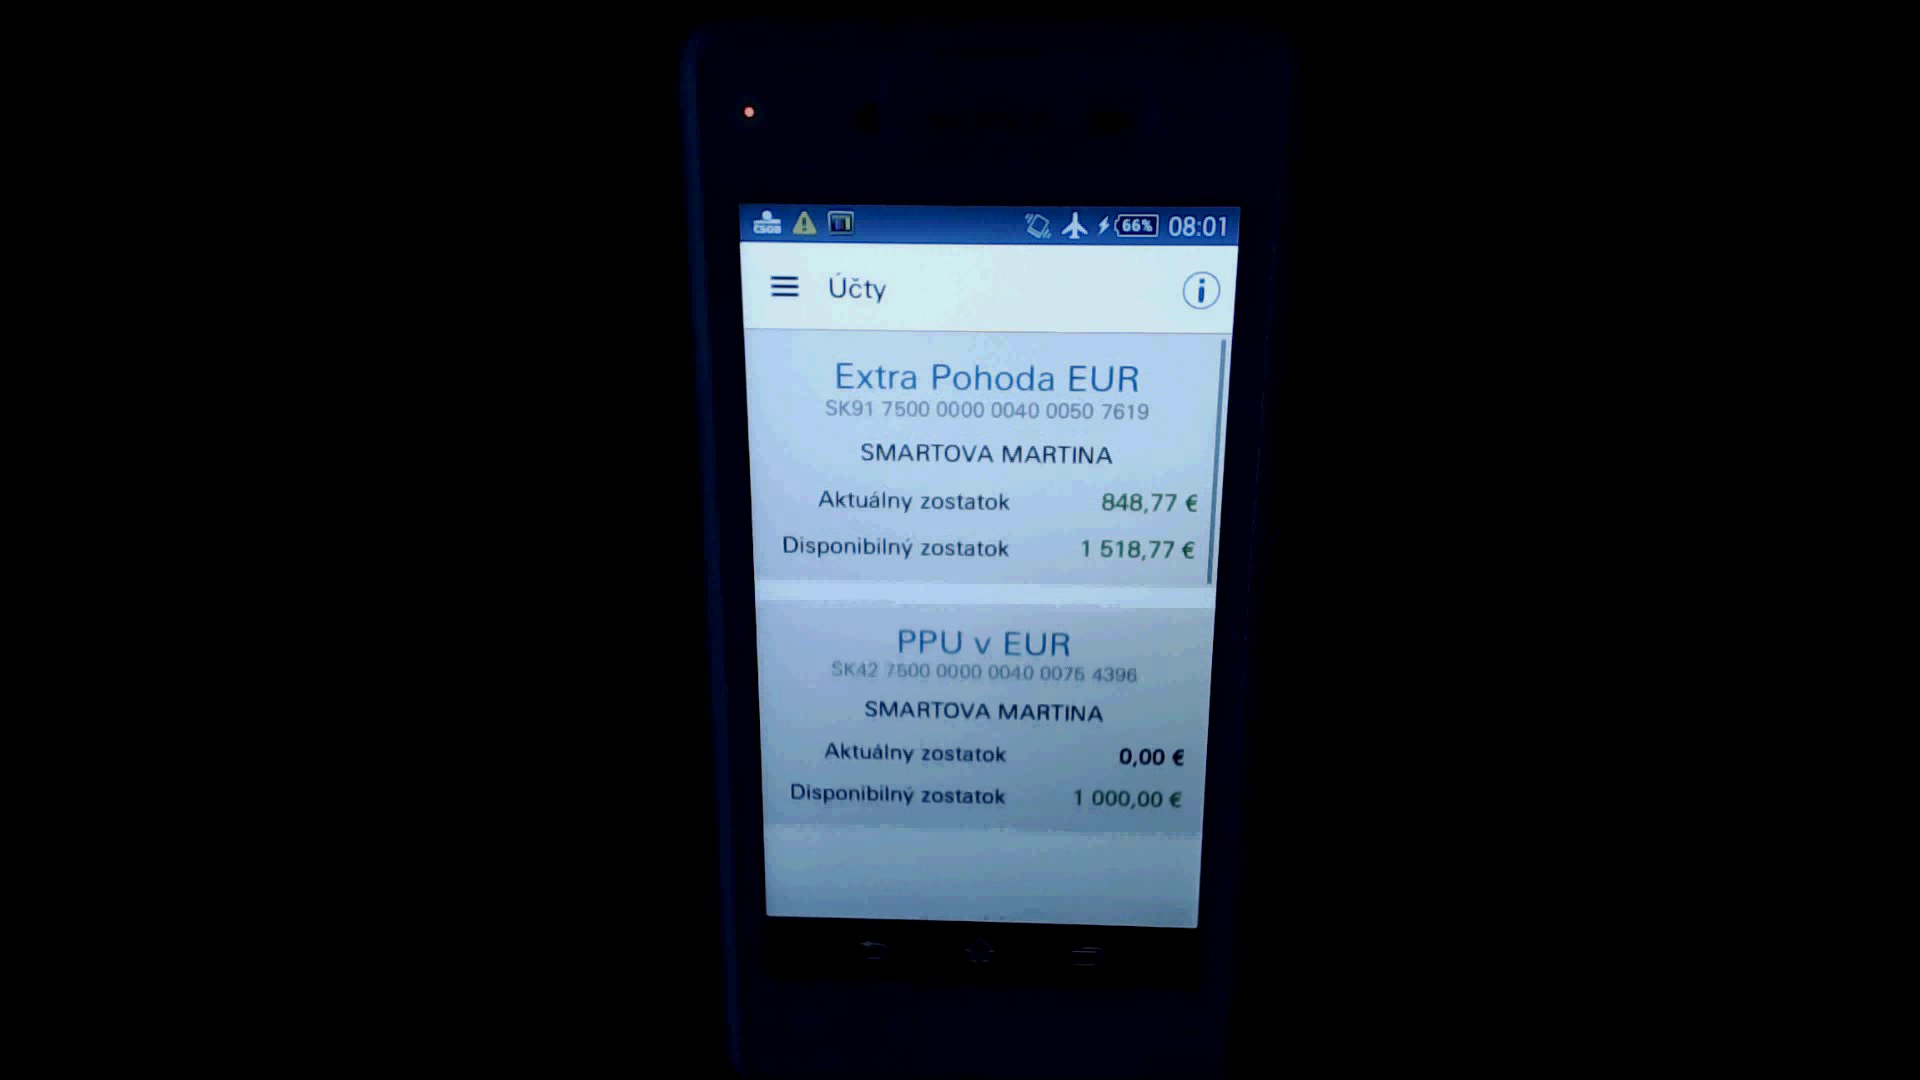 ČSOB 66% 08:01
Účty
Extra Pohoda EUR
SK91 7500 0000 0040 0050 7619
SMARTOVA MARTINA
Aktuálny zostatok 848,77 €
Disponibilný zostatok 1 518,77 €
PPU v EUR
SK42 7500 0000 0040 0075 4396
SMARTOVA MARTINA
Aktuálny zostatok 0,00 €
Disponibilný zostatok 1 000,00 €